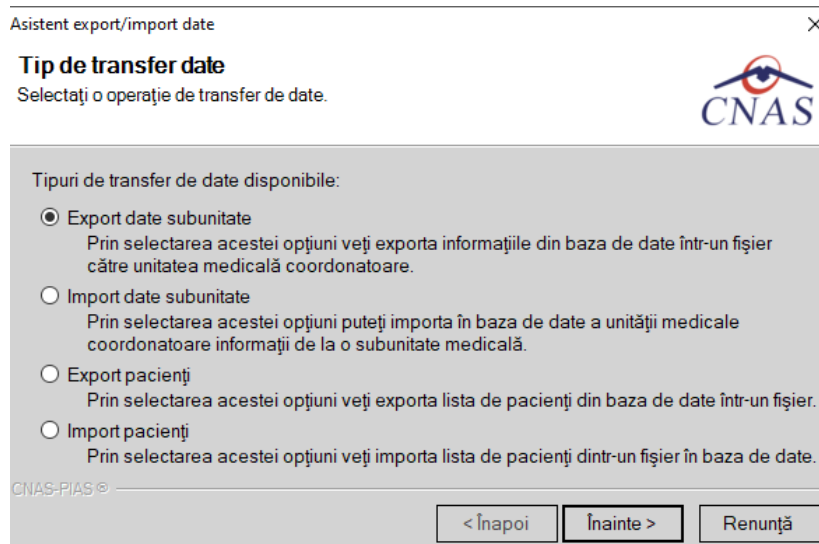 Asistent export/import date
Tip de transfer date
Selectaţi o operaţie de transfer de date.
CNAS
Tipuri de transfer de date disponibile:
Export date subunitate
Prin selectarea acestei opţiuni veţi exporta informaţiile din baza de date într-un fişier
către unitatea medicală coordonatoare.
Import date subunitate
Prin selectarea acestei opţiuni puteţi importa în baza de date a unităţii medicale
coordonatoare informaţii de la o subunitate medicală.
Export pacienţi
Prin selectarea acestei opţiuni veţi exporta lista de pacienţi din baza de date într-un fişier.
Import pacienţi
Prin selectarea acestei opţiuni veţi importa lista de pacienţi dintr-un fişier în baza de date.
CNAS-PIAS ®
< Înapoi
Înainte >
Renunţă